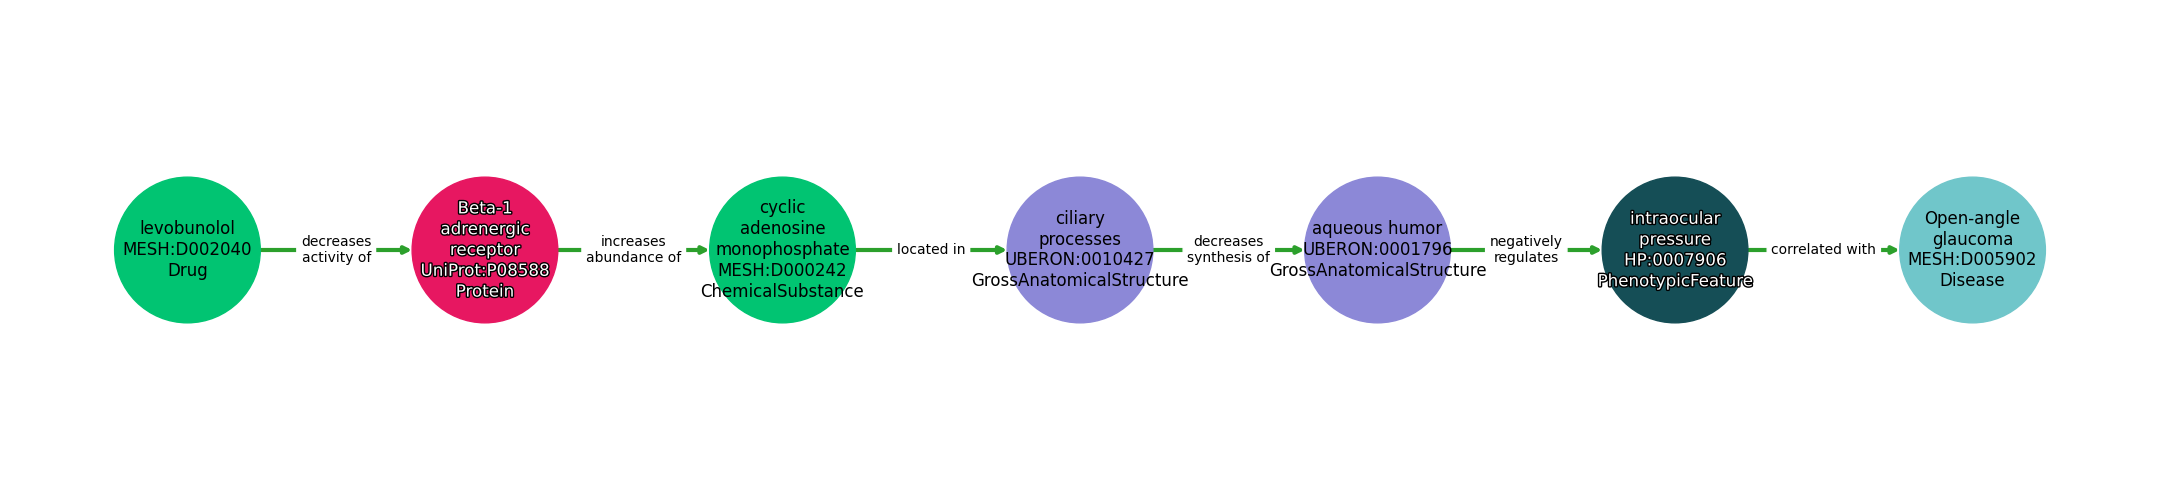 levobunolol
MESH:D002040
Drug
decreases
activity of
Beta-1
adrenergic
receptor
UniProt:P08588
Protein
increases
abundance of
cyclic
adenosine
monophosphate
MESH:D000242
ChemicalSubstance
located in
ciliary
processes
UBERON:0010427
GrossAnatomicalStructure
decreases
synthesis of
aqueous humor
UBERON:0001796
GrossAnatomicalStructure
negatively
regulates
intraocular
pressure
HP:0007906
PhenotypicFeature
correlated with
Open-angle
glaucoma
MESH:D005902
Disease